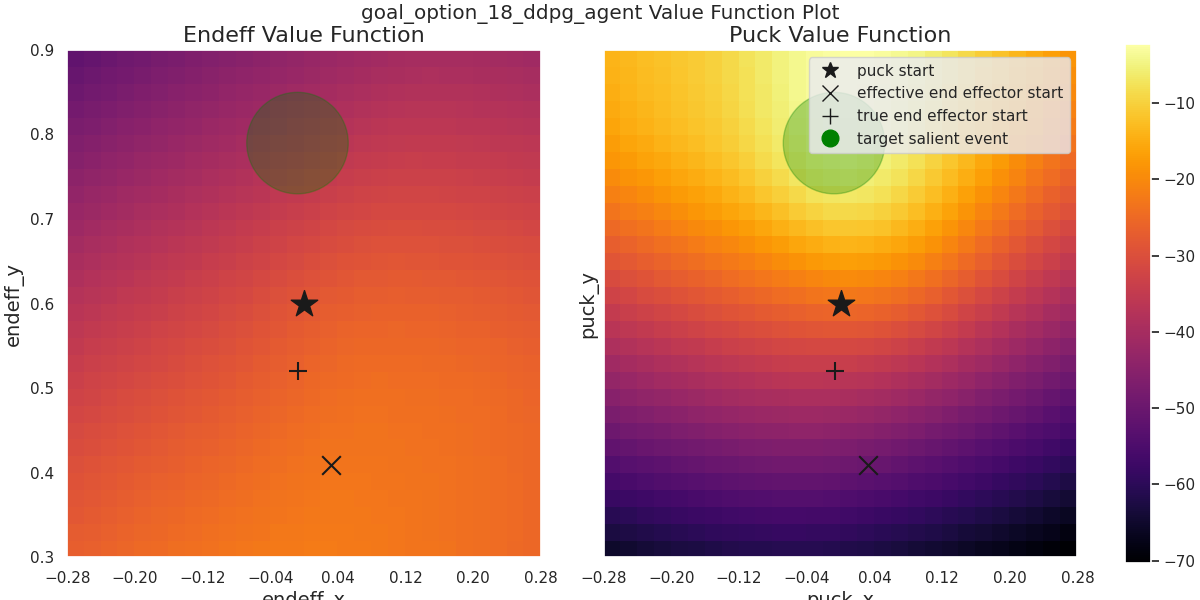 goal_option_18_ddpg_agent Value Function Plot
Endeff Value Function
Puck Value Function
puck start
effective end effector start
true end effector start
target salient event
endeff_y
0.9
0.8
0.7
0.6
0.5
0.4
0.3
−0.28 −0.20 −0.12 −0.04 0.04 0.12 0.20 0.28
endeff_x
puck_y
−0.28 −0.20 −0.12 −0.04 0.04 0.12 0.20 0.28
puck_x
−10
−20
−30
−40
−50
−60
−70